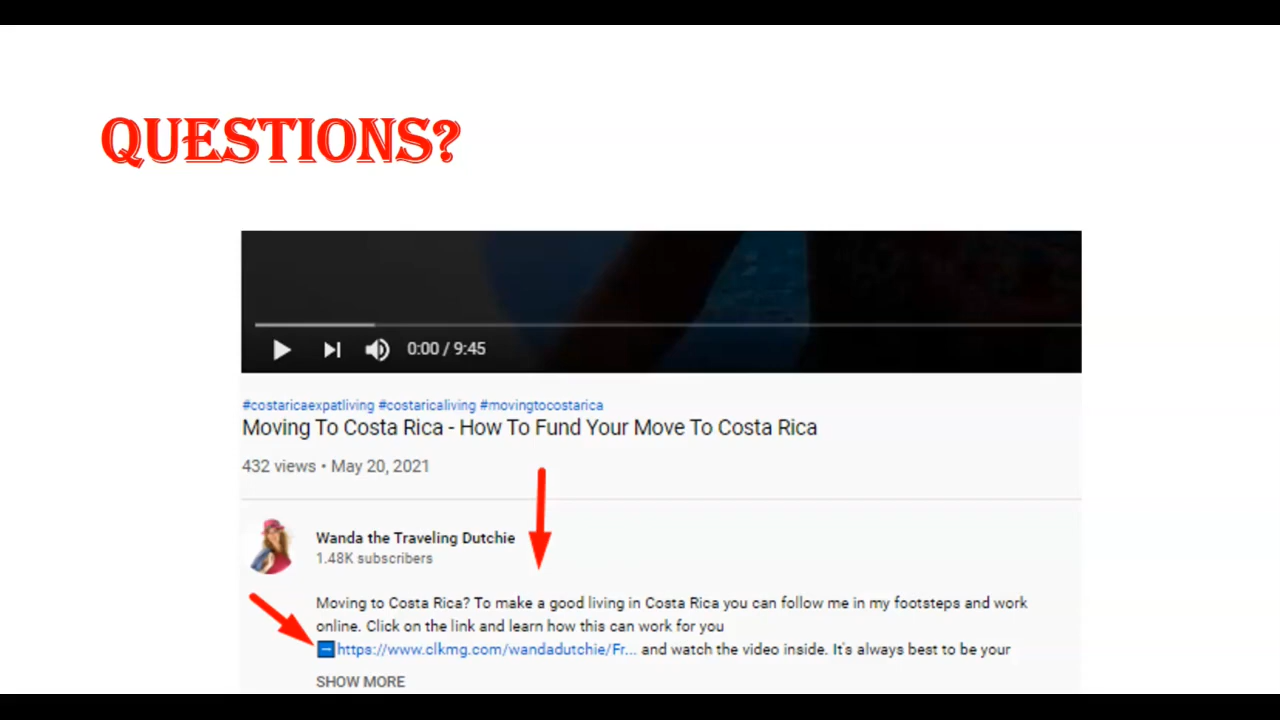 QUESTIONS?
0:00 / 9:45
#costaricaexpatliving #costaricaliving #movingtocostarica
Moving To Costa Rica - How To Fund Your Move To Costa Rica
432 views • May 20, 2021
Wanda the Traveling Dutchie
1.48K subscribers
Moving to Costa Rica? To make a good living in Costa Rica you can follow me in my footsteps and work
online. Click on the link and learn how this can work for you
https://www.clkmg.com/wandadutchie/Fr... and watch the video inside. It's always best to be your
SHOW MORE